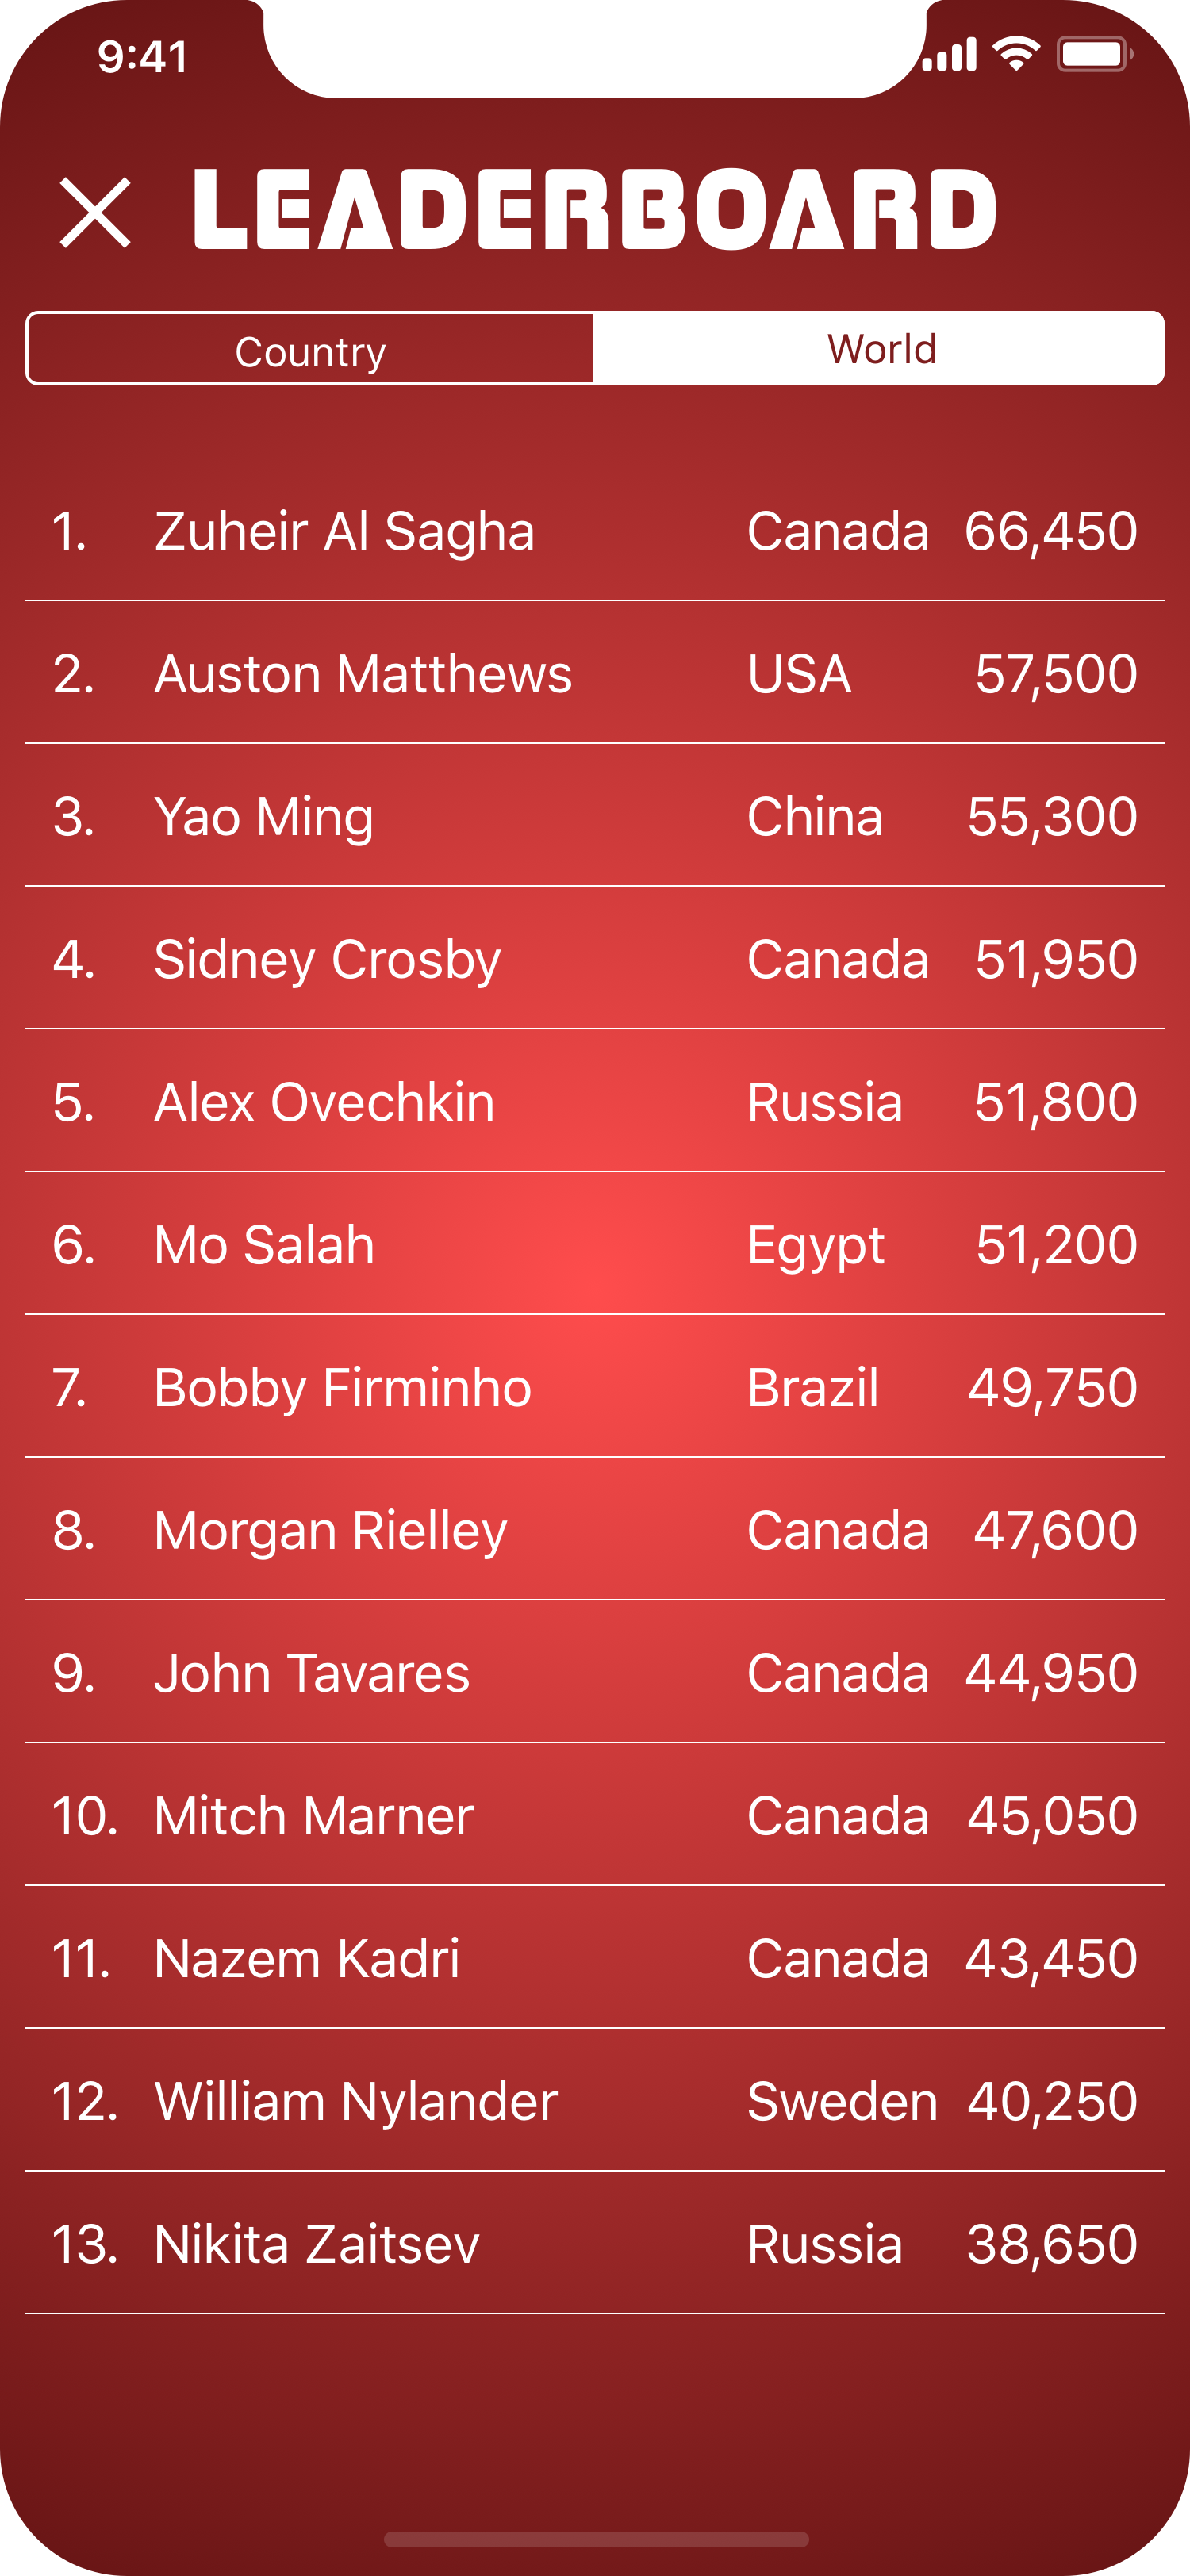 9:41
LEADERBOARD
Country World
1. Zuheir Al Sagha Canada 66,450
2. Auston Matthews USA 57,500
3. Yao Ming China 55,300
4. Sidney Crosby Canada 51,950
5. Alex Ovechkin Russia 51,800
6. Mo Salah Egypt 51,200
7. Bobby Firminho Brazil 49,750
8. Morgan Rielley Canada 47,600
9. John Tavares Canada 44,950
10. Mitch Marner Canada 45,050
11. Nazem Kadri Canada 43,450
12. William Nylander Sweden 40,250
13. Nikita Zaitsev Russia 38,650